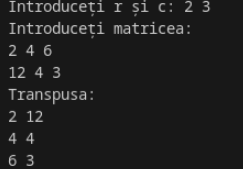 Introduceți r și c: 2 3
Introduceți matricea:
2 4 6
12 4 3
Transpusa:
2 12
4 4
6 3